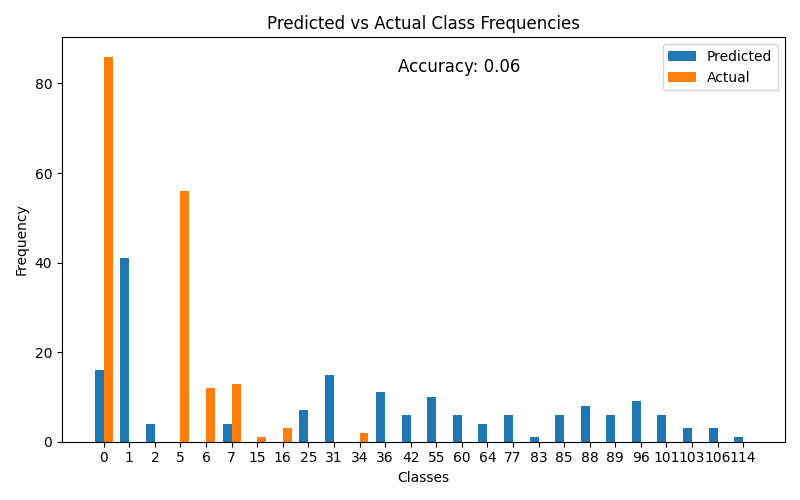 Predicted vs Actual Class Frequencies
Accuracy: 0.06
Predicted
Actual
Frequency
80
60
40
20
0
0 1 2 5 6 7 15 16 25 31 34 36 42 55 60 64 77 83 85 88 89 96 101 103 106 114
Classes